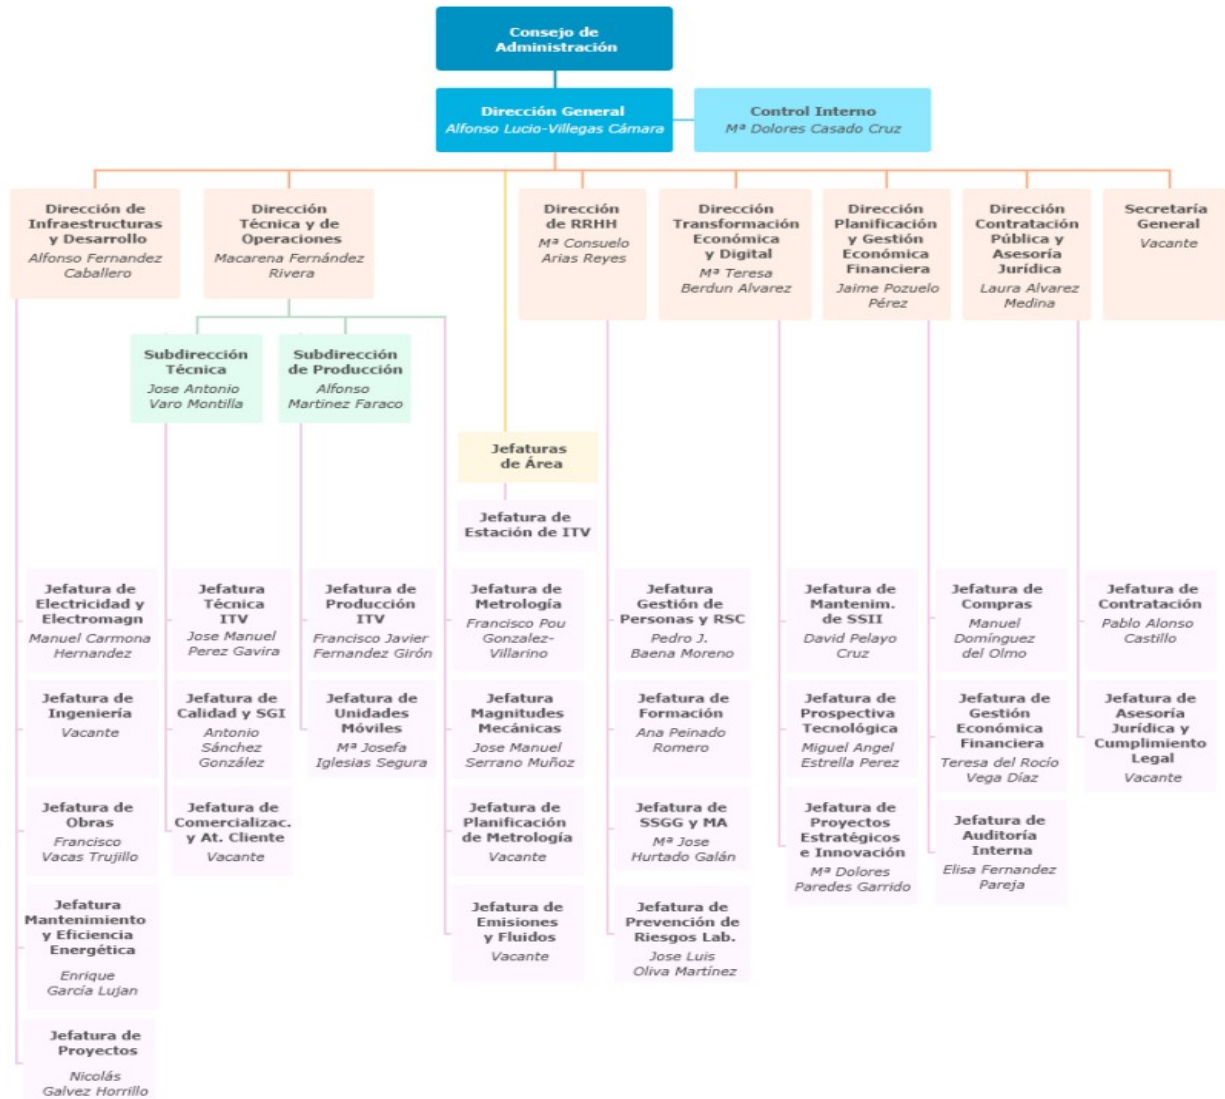 Consejo de
Administración
Dirección General
Alfonso Lucio-Villegas Cámara
Control Interno
Mª Dolores Casado Cruz
Dirección de
Infraestructuras
y Desarrollo
Alfonso Fernandez
Caballero
Dirección
Técnica y de
Operaciones
Macarena Fernández
Rivera
Dirección
de RRHH
Mª Consuelo
Arias Reyes
Dirección
Transformación
Económica
y Digital
Mª Teresa
Berdun Alvarez
Dirección
Planificación
y Gestión
Económica
Financiera
Jaime Pozuelo
Pérez
Dirección
Contratación
Pública y
Asesoría
Jurídica
Laura Alvarez
Medina
Secretaría
General
Vacante
Subdirección
Técnica
Jose Antonio
Varo Montilla
Subdirección
de Producción
Alfonso
Martinez Faraco
Jefaturas
de Área
Jefatura de
Estación de ITV
Jefatura de
Electricidad y
Electromagn
Manuel Carmona
Hernandez
Jefatura
Técnica
ITV
Jose Manuel
Perez Gavira
Jefatura de
Producción
ITV
Francisco Javier
Fernandez Girón
Jefatura de
Metrología
Francisco Pou
Gonzalez-
Villarino
Jefatura
Gestión de
Personas y RSC
Pedro J.
Baena Moreno
Jefatura de
Mantenim.
de SSII
David Pelayo
Cruz
Jefatura de
Compras
Manuel
Domínguez
del Olmo
Jefatura de
Contratación
Pablo Alonso
Castillo
Jefatura de
Ingeniería
Vacante
Jefatura de
Calidad y SGI
Antonio
Sánchez
González
Jefatura de
Unidades
Móviles
Mª Josefa
Iglesias Segura
Jefatura
Magnitudes
Mecánicas
Jose Manuel
Serrano Muñoz
Jefatura de
Formación
Ana Peinado
Romero
Jefatura de
Prospectiva
Tecnológica
Miguel Angel
Estrella Perez
Jefatura de
Gestión
Económica
Financiera
Teresa del Rocío
Vega Díaz
Jefatura de
Asesoría
Jurídica y
Cumplimiento
Legal
Vacante
Jefatura de
Obras
Francisco
Vacas Trujillo
Jefatura de
Comercializac.
y At. Cliente
Vacante
Jefatura de
Planificación
de Metrología
Vacante
Jefatura de
SSGG y MA
Mª Jose
Hurtado Galán
Jefatura de
Proyectos
Estratégicos
e Innovación
Mª Dolores
Paredes Garrido
Jefatura de
Auditoría
Interna
Elisa Fernandez
Pareja
Jefatura
Mantenimiento
y Eficiencia
Energética
Enrique
García Lujan
Jefatura de
Emisiones
y Fluidos
Vacante
Jefatura de
Prevención de
Riesgos Lab.
Jose Luis
Oliva Martínez
Jefatura de
Proyectos
Nicolás
Galvez Horrillo